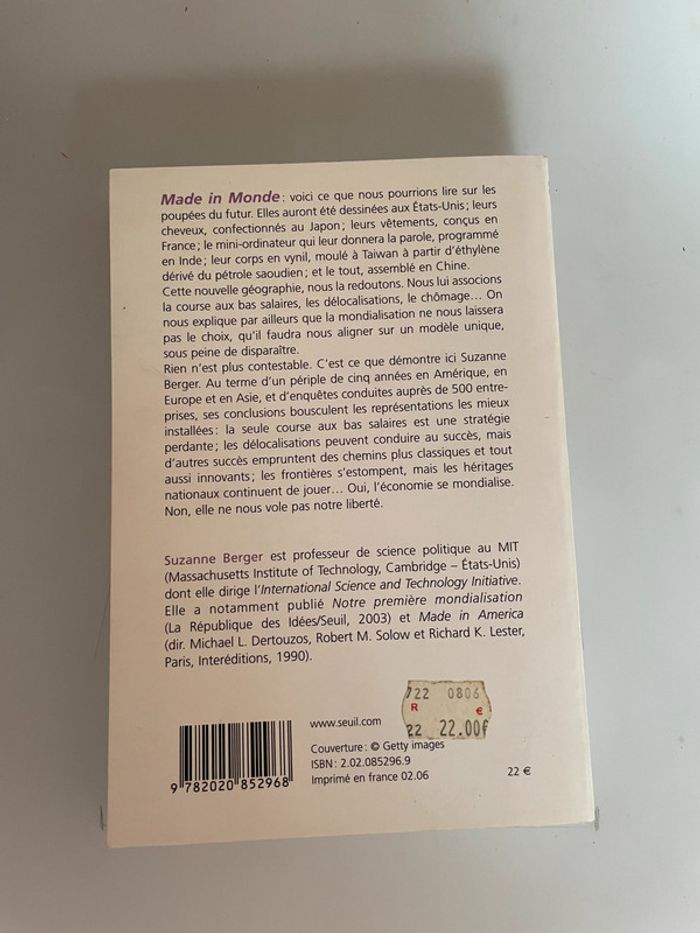 Made in Monde : voici ce que nous pourrions lire sur les
poupées du futur. Elles auront été dessinées aux États-Unis ; leurs
cheveux, confectionnés au Japon ; leurs vêtements, conçus en
France ; le mini-ordinateur qui leur donnera la parole, programmé
en Inde ; leur corps en vynil, moulé à Taiwan à partir d'éthylène
dérivé du pétrole saoudien ; et le tout, assemblé en Chine.
Cette nouvelle géographie, nous la redoutons. Nous lui associons
la course aux bas salaires, les délocalisations, le chômage... On
nous explique par ailleurs que la mondialisation ne nous laissera
pas le choix, qu'il faudra nous aligner sur un modèle unique,
sous peine de disparaître.
Rien n'est plus contestable. C'est ce que démontre ici Suzanne
Berger. Au terme d'un périple de cinq années en Amérique, en
Europe et en Asie, et d'enquêtes conduites auprès de 500 entre-
prises, ses conclusions bousculent les représentations les mieux
installées : la seule course aux bas salaires est une stratégie
perdante ; les délocalisations peuvent conduire au succès, mais
d'autres succès empruntent des chemins plus classiques et tout
aussi innovants ; les frontières s'estompent, mais les héritages
nationaux continuent de jouer... Oui, l'économie se mondialise.
Non, elle ne nous vole pas notre liberté.
Suzanne Berger est professeur de science politique au MIT
(Massachusetts Institute of Technology, Cambridge – États-Unis)
dont elle dirige l'International Science and Technology Initiative.
Elle a notamment publié Notre première mondialisation
(La République des Idées/Seuil, 2003) et Made in America
(dir. Michael L. Dertouzos, Robert M. Solow et Richard K. Lester,
Paris, Interéditions, 1990).
722 0806
R €
22 22.00€
www.seuil.com
Couverture : © Getty images
ISBN : 2.02.085296.9
Imprimé en france 02.06
22 €
9 782020 852968